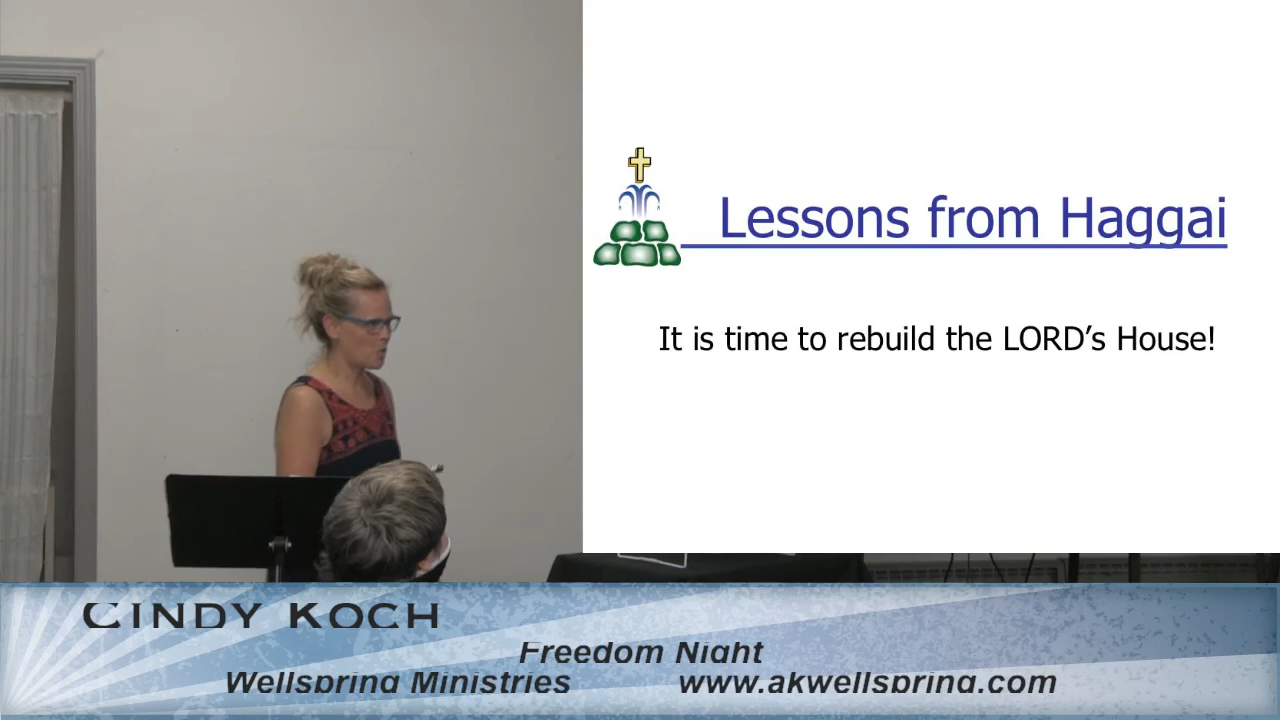 Lessons from Haggai
It is time to rebuild the LORD’s House!
CINDY KOCH
Freedom Night
Wellspring Ministries www.akwellspring.com